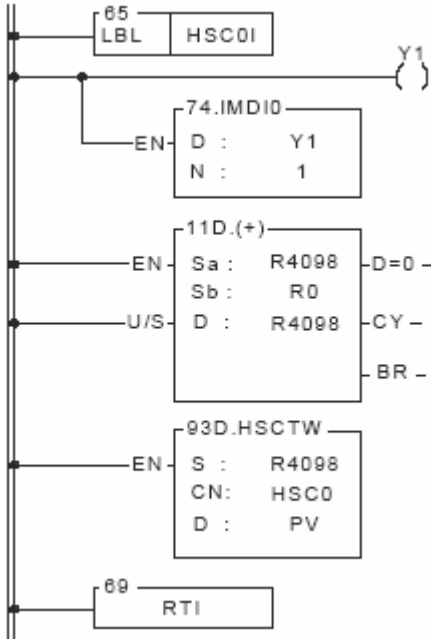 65
LBL HSC0I
Y1
( )
74.IMDI0
EN D : Y1
N : 1
11D.(+)
EN Sa : R4098 D=0
Sb : R0
U/S D : R4098 CY
BR
93D.HSCTW
EN S : R4098
CN: HSC0
D : PV
69
RTI